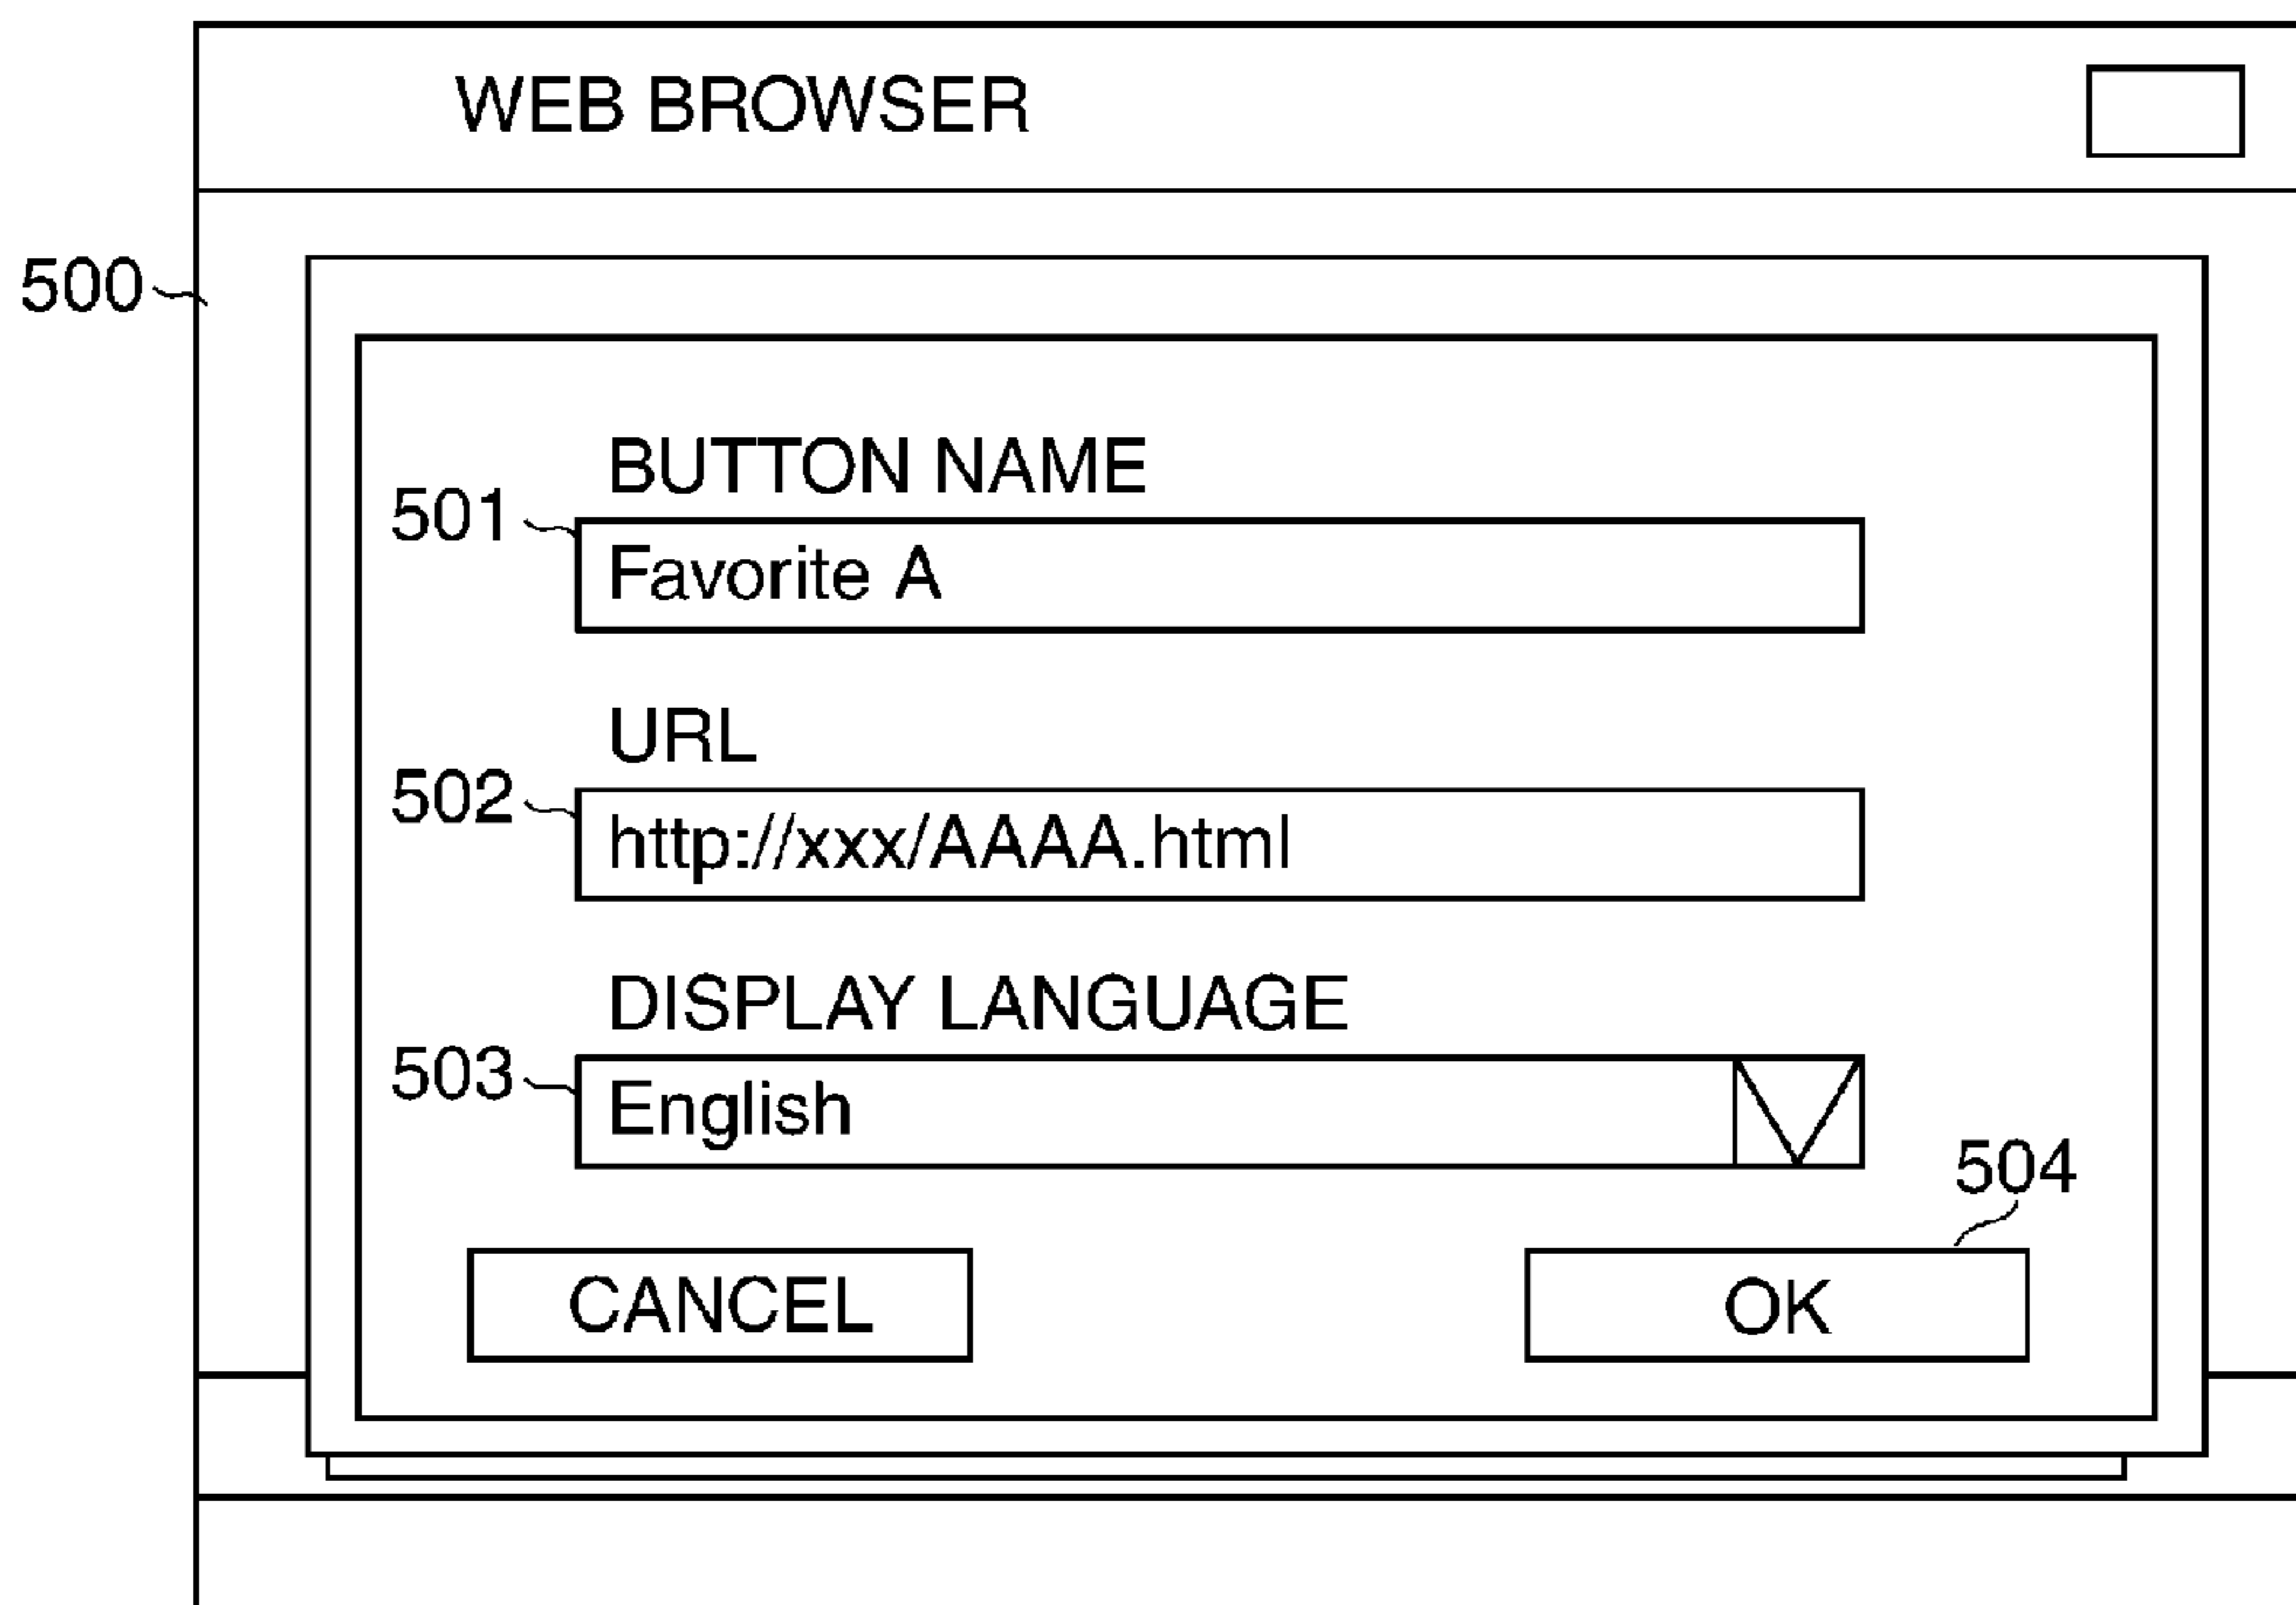 WEB BROWSER
500
BUTTON NAME
501
Favorite A
URL
502
http://xxx/AAAA.html
DISPLAY LANGUAGE
503
English
504
CANCEL
OK